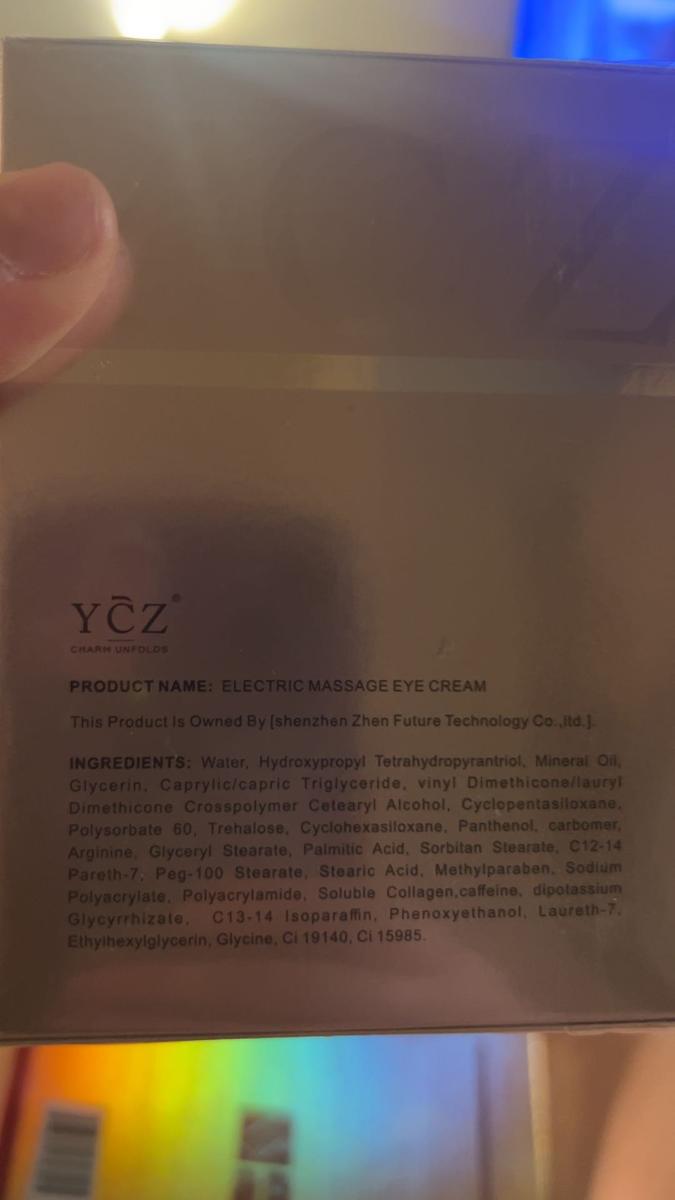 YCZ®
CHARM UNFOLDS
PRODUCT NAME: ELECTRIC MASSAGE EYE CREAM
This Product Is Owned By [shenzhen Zhen Future Technology Co.,ltd.].
INGREDIENTS: Water, Hydroxypropyl Tetrahydropyrantriol, Mineral Oil,
Glycerin, Caprylic/capric Triglyceride, vinyl Dimethicone/lauryl
Dimethicone Crosspolymer Cetearyl Alcohol, Cyclopentasiloxane,
Polysorbate 60, Trehalose, Cyclohexasiloxane, Panthenol, carbomer,
Arginine, Glyceryl Stearate, Palmitic Acid, Sorbitan Stearate, C12-14
Pareth-7, Peg-100 Stearate, Stearic Acid, Methylparaben, Sodium
Polyacrylate, Polyacrylamide, Soluble Collagen,caffeine, dipotassium
Glycyrrhizate, C13-14 Isoparaffin, Phenoxyethanol, Laureth-7,
Ethylhexylglycerin, Glycine, Ci 19140, Ci 15985.